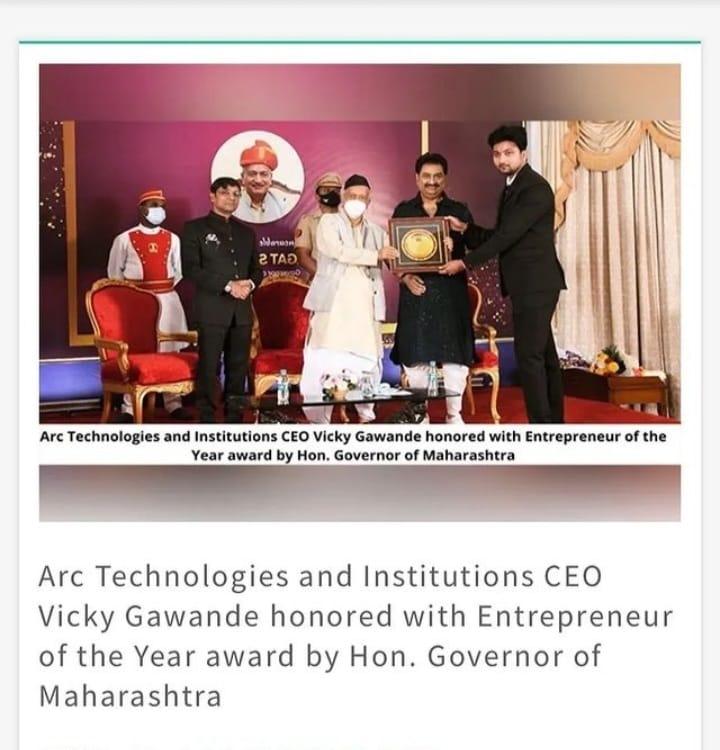 GATS
Arc Technologies and Institutions CEO Vicky Gawande honored with Entrepreneur of the
Year award by Hon. Governor of Maharashtra
Arc Technologies and Institutions CEO
Vicky Gawande honored with Entrepreneur
of the Year award by Hon. Governor of
Maharashtra